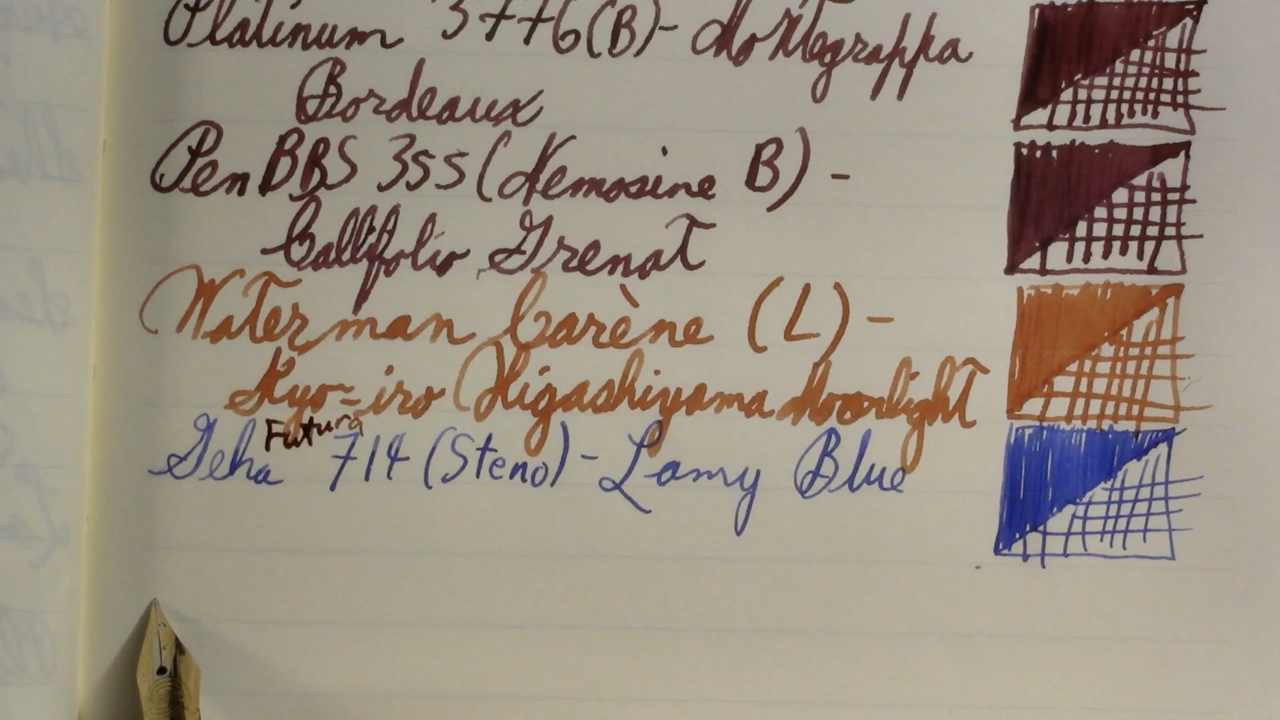 Platinum 3776(B)- Montegrappa
Bordeaux
PenBBS 355 (Nemosine B) -
Callifolio Grenat
Waterman Carène (L) -
Kyo-iro Higashiyama Moonlight
Geha Futura 714 (Steno) - Lamy Blue